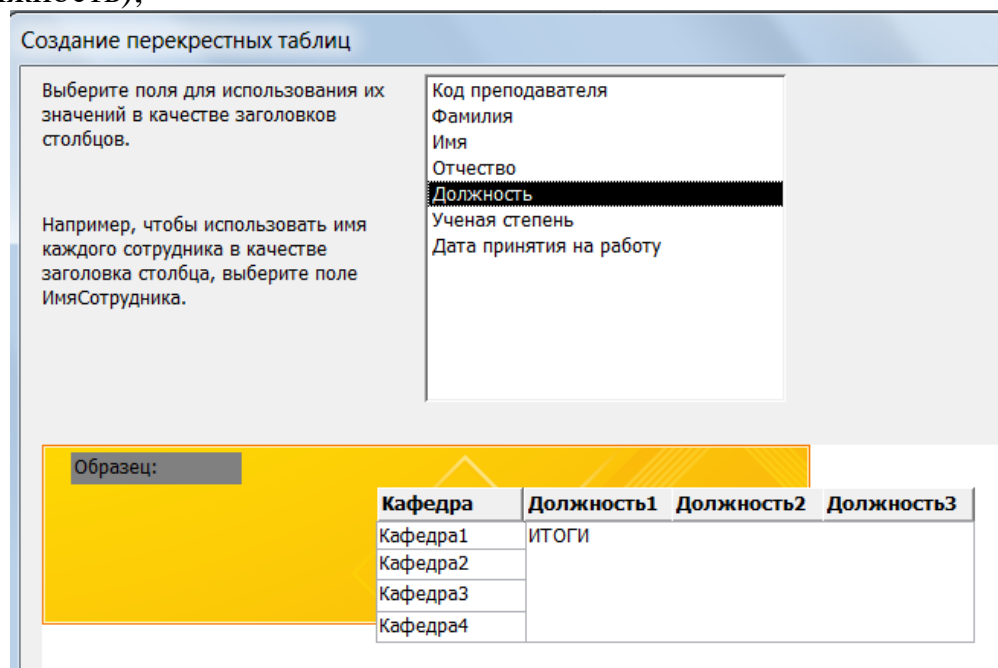 Создание перекрестных таблиц
Выберите поля для использования их
значений в качестве заголовков
столбцов.
Например, чтобы использовать имя
каждого сотрудника в качестве
заголовка столбца, выберите поле
ИмяСотрудника.
Код преподавателя
Фамилия
Имя
Отчество
Должность
Ученая степень
Дата принятия на работу
Образец:
Кафедра Должность1 Должность2 Должность3
Кафедра1 ИТОГИ
Кафедра2
Кафедра3
Кафедра4